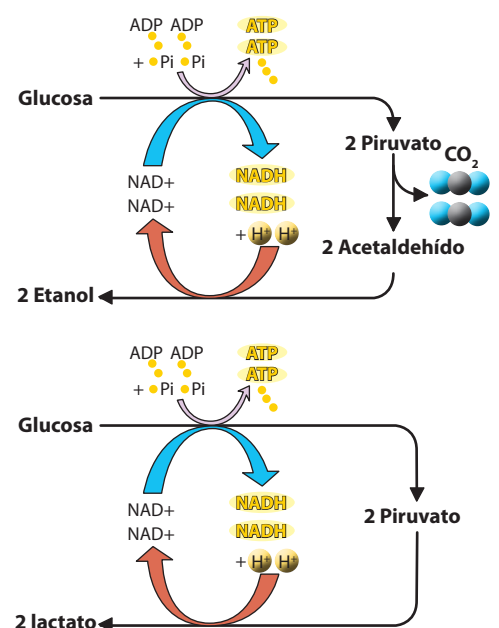 ADP ADP ATP
ATP
+ Pi Pi
Glucosa
2 Piruvato
CO2
NAD+ NADH
NAD+ NADH
+ H+ H+
2 Acetaldehído
2 Etanol
ADP ADP ATP
ATP
+ Pi Pi
Glucosa
NAD+ NADH
2 Piruvato
NAD+ NADH
+ H+ H+
2 lactato